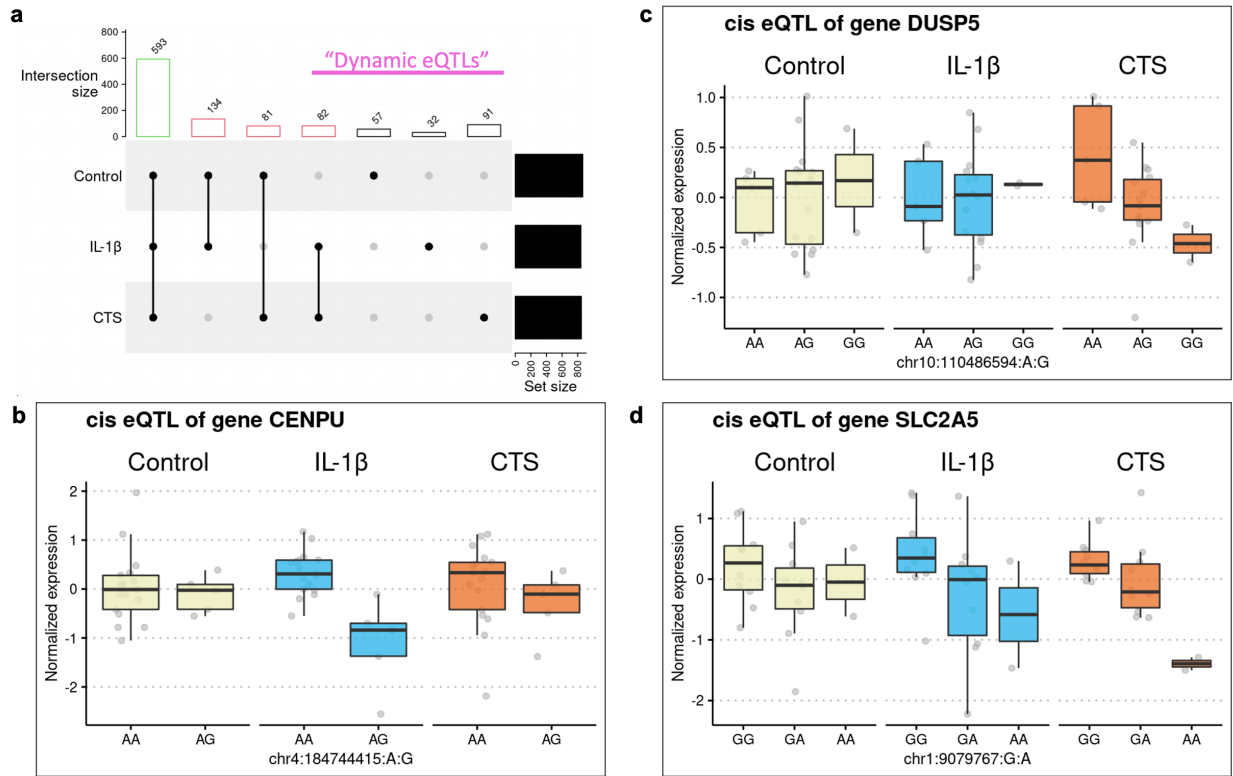 a
800
600
400
200
0
Intersection
size
593
134
81
82
57
32
91
“Dynamic eQTLs”
Control
IL-1β
CTS
0
200
400
600
800
Set size
b
cis eQTL of gene CENPU
Control IL-1β CTS
Normalized expression
2
1
0
-1
-2
AA AG AA AG AA AG
chr4:184744415:A:G
c
cis eQTL of gene DUSP5
Control IL-1β CTS
Normalized expression
1.0
0.5
0.0
-0.5
-1.0
AA AG GG AA AG GG AA AG GG
chr10:110486594:A:G
d
cis eQTL of gene SLC2A5
Control IL-1β CTS
Normalized expression
1
0
-1
-2
GG GA AA GG GA AA GG GA AA
chr1:9079767:G:A